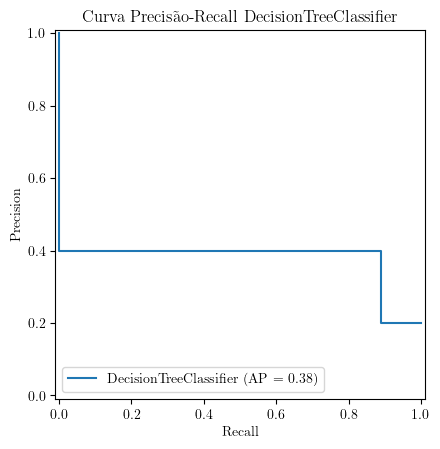 Curva Precisão-Recall DecisionTreeClassifier
1.0
0.8
0.6
0.4
0.2
0.0
Precision
DecisionTreeClassifier (AP = 0.38)
0.0 0.2 0.4 0.6 0.8 1.0
Recall